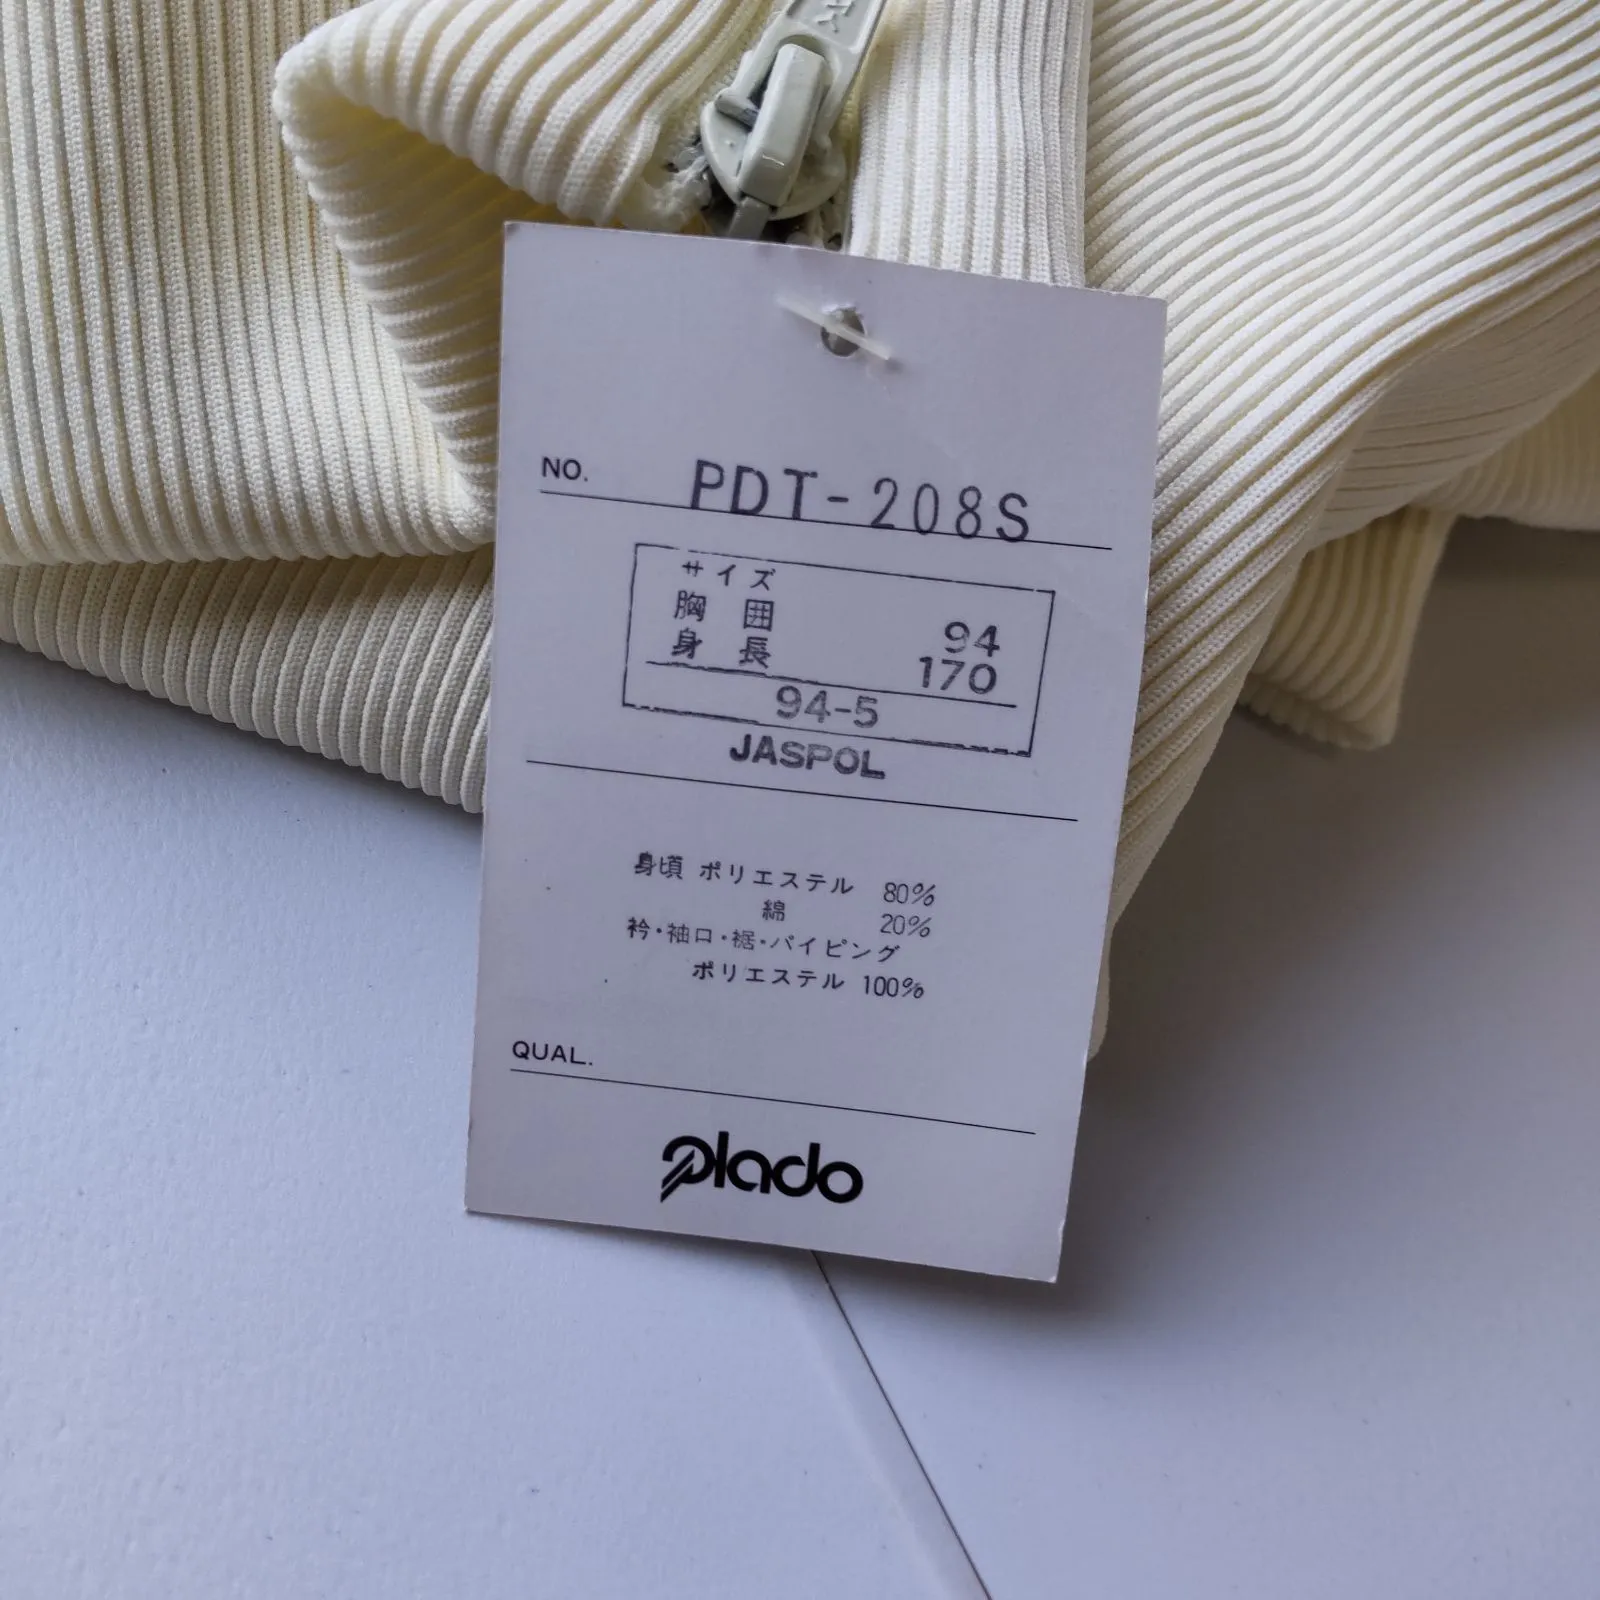 NO. PDT-208S
サイズ
胸囲 94
身長 170
94-5
JASPOL
身頃 ポリエステル 80%
綿 20%
衿・袖口・裾・パイピング
ポリエステル 100%
QUAL.
plado